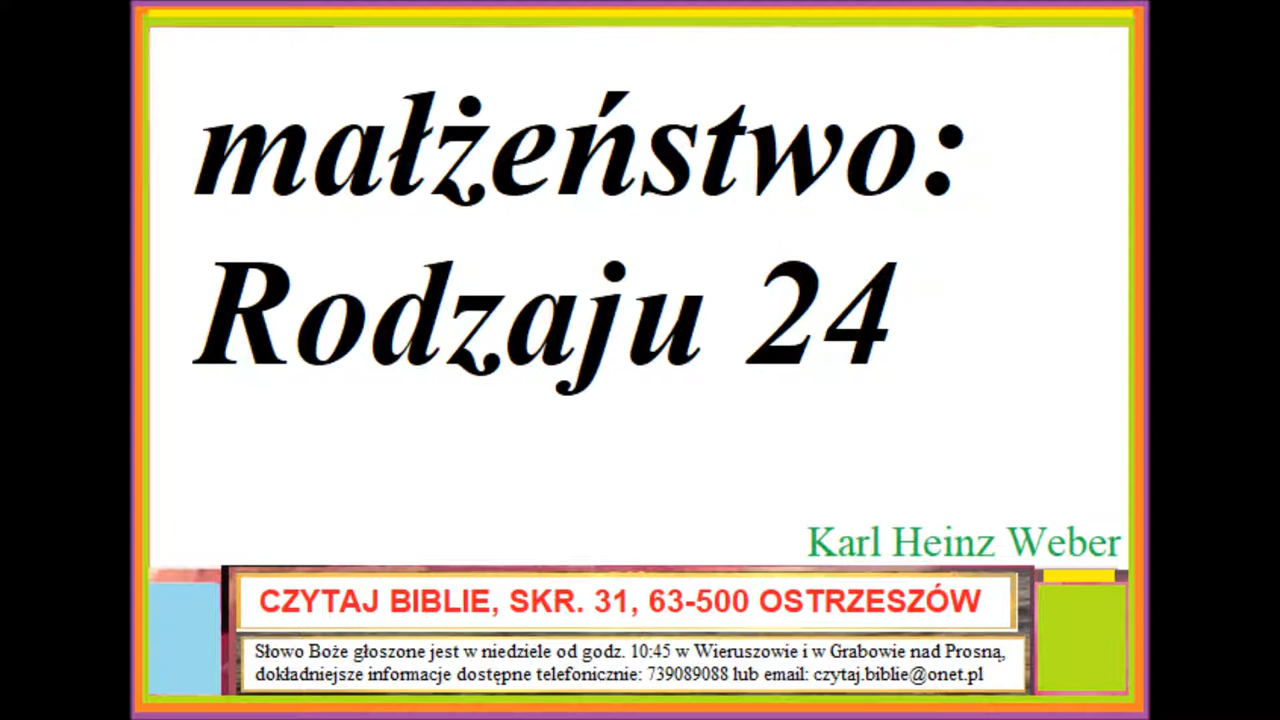 małżeństwo:
Rodzaju 24
Karl Heinz Weber
CZYTAJ BIBLIE, SKR. 31, 63-500 OSTRZESZÓW
Słowo Boże głoszone jest w niedziele od godz. 10:45 w Wieruszowie i w Grabowie nad Prosną,
dokładniejsze informacje dostępne telefonicznie: 739089088 lub email: czytaj.biblie@onet.pl